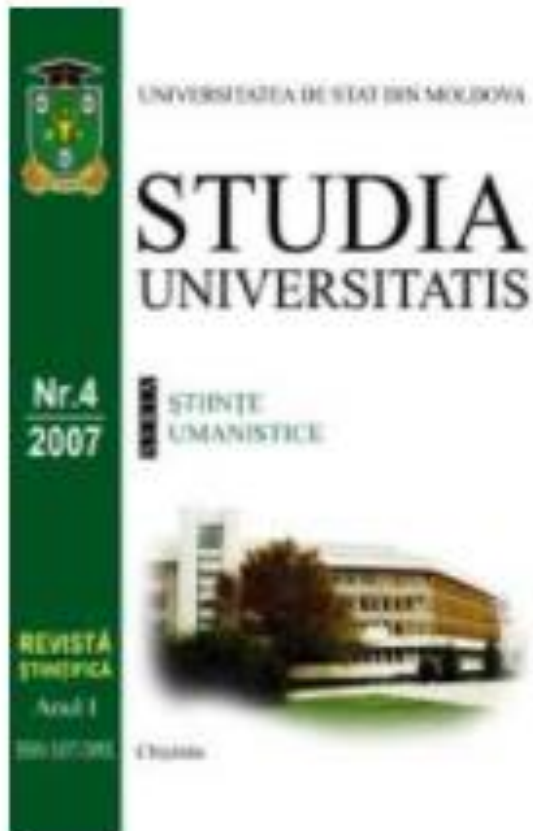 UNIVERSITATEA DE STAT DIN MOLDOVA
STUDIA
UNIVERSITATIS
Nr.4
2007
ȘTIINȚE
UMANISTICE
REVISTĂ
ȘTIINȚIFICĂ
Anul I
Chișinău